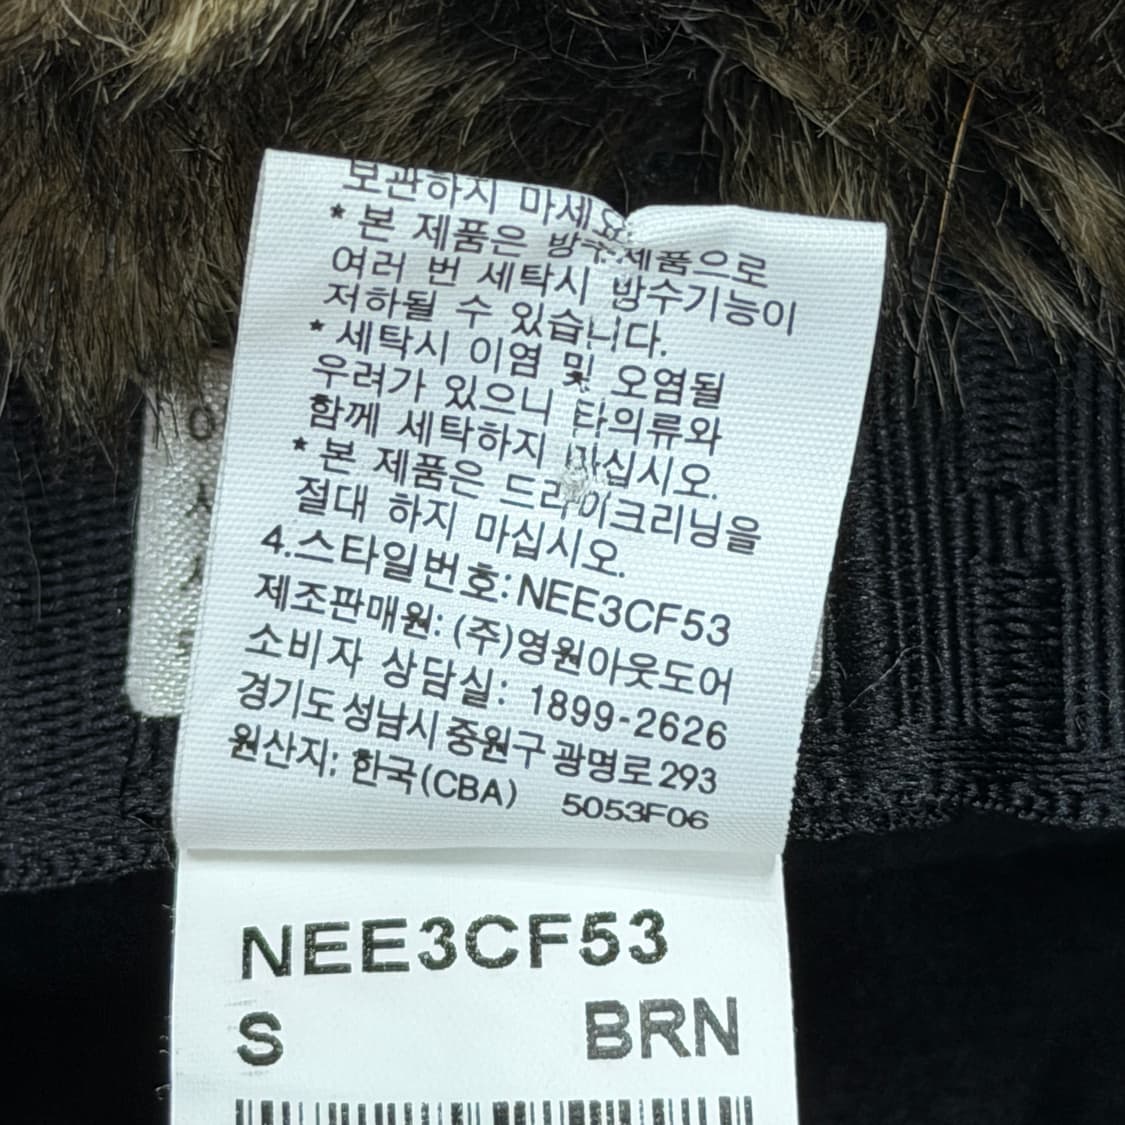 보관하지 마세요.
* 본 제품은 방수제품으로
여러 번 세탁시 방수기능이
저하될 수 있습니다.
* 세탁시 이염 및 오염될
우려가 있으니 타의류와
함께 세탁하지 마십시오.
* 본 제품은 드라이크리닝을
절대 하지 마십시오.
4.스타일번호:NEE3CF53
제조판매원: (주)영원아웃도어
소비자 상담실: 1899-2626
경기도 성남시 중원구 광명로 293
원산지: 한국(CBA) 5053F06
NEE3CF53
S BRN